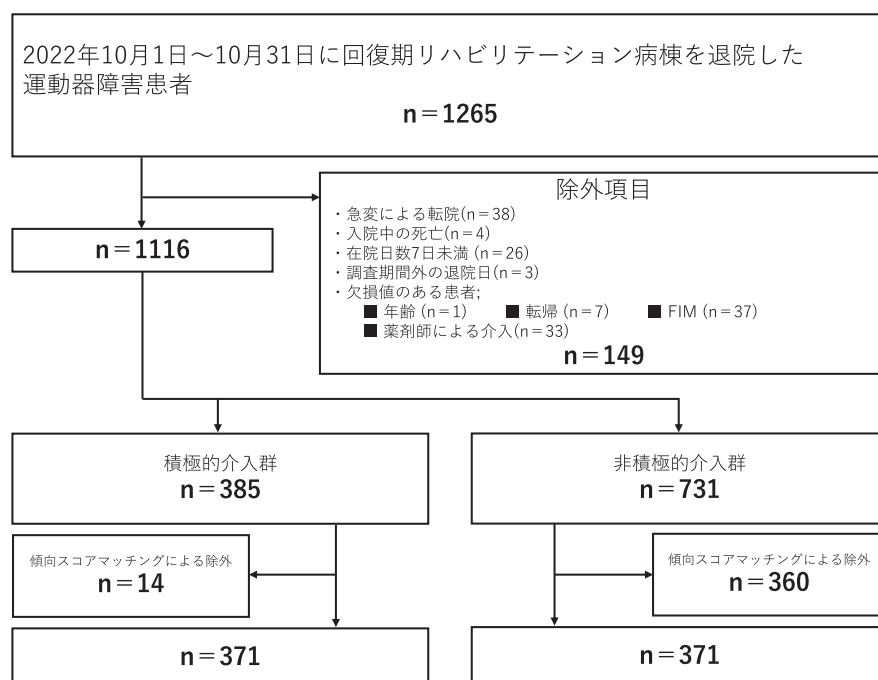 2022年10月1日～10月31日に回復期リハビリテーション病棟を退院した
運動器障害患者
n＝1265
除外項目
・急変による転院(n＝38)
・入院中の死亡(n＝4)
・在院日数7日未満 (n＝26)
・調査期間外の退院日(n＝3)
・欠損値のある患者;
■ 年齢 (n＝1) ■ 転帰 (n＝7) ■ FIM (n＝37)
■ 薬剤師による介入(n＝33)
n＝149
n＝1116
積極的介入群
n＝385
非積極的介入群
n＝731
傾向スコアマッチングによる除外
n＝14
傾向スコアマッチングによる除外
n＝360
n＝371
n＝371